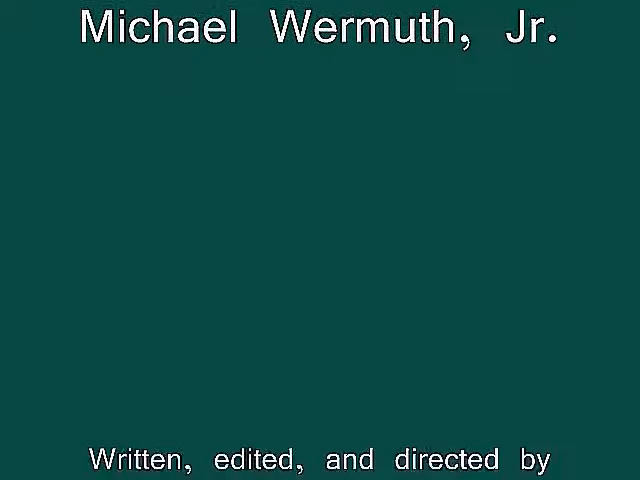 Michael Wermuth, Jr.
Written, edited, and directed by